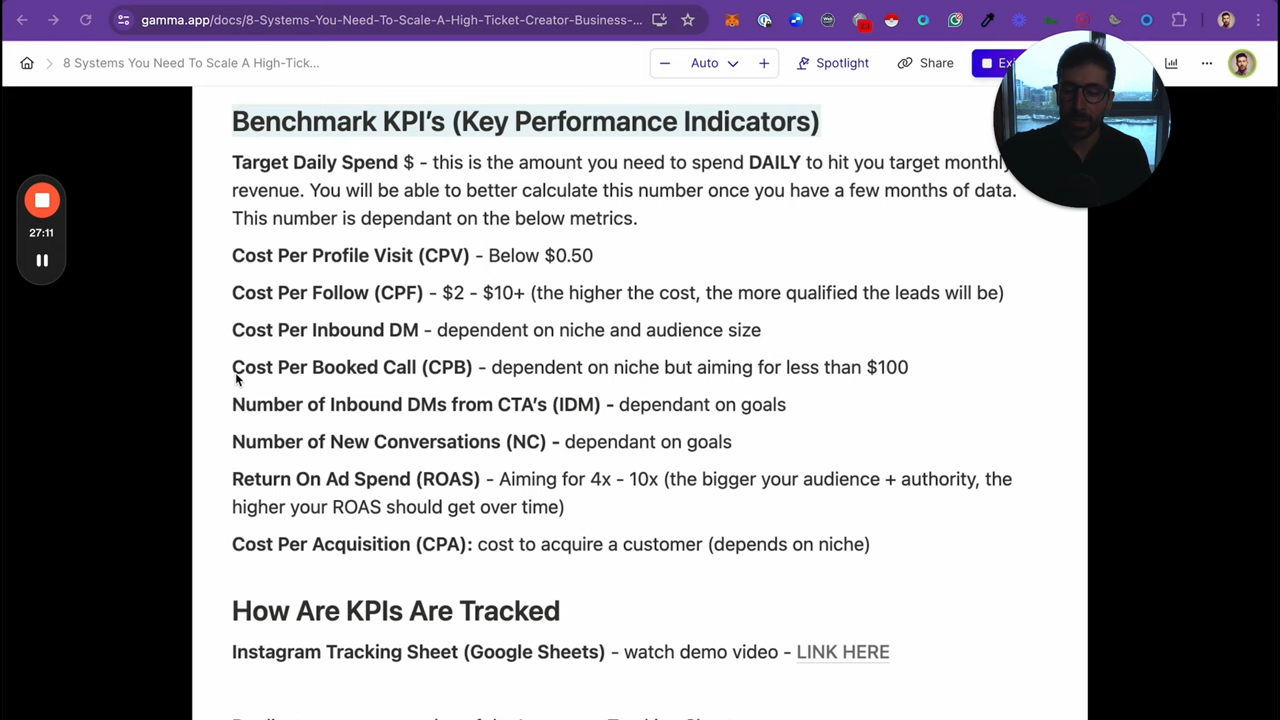 gamma.app/docs/8-Systems-You-Need-To-Scale-A-High-Ticket-Creator-Business-...
8 Systems You Need To Scale A High-Tick...
Auto
Spotlight
Share
Benchmark KPI's (Key Performance Indicators)
Target Daily Spend $ - this is the amount you need to spend DAILY to hit you target monthly
revenue. You will be able to better calculate this number once you have a few months of data.
This number is dependant on the below metrics.
27:11
Cost Per Profile Visit (CPV) - Below $0.50
Cost Per Follow (CPF) - $2 - $10+ (the higher the cost, the more qualified the leads will be)
Cost Per Inbound DM - dependent on niche and audience size
Cost Per Booked Call (CPB) - dependent on niche but aiming for less than $100
Number of Inbound DMs from CTA's (IDM) - dependant on goals
Number of New Conversations (NC) - dependant on goals
Return On Ad Spend (ROAS) - Aiming for 4x - 10x (the bigger your audience + authority, the
higher your ROAS should get over time)
Cost Per Acquisition (CPA): cost to acquire a customer (depends on niche)
How Are KPIs Are Tracked
Instagram Tracking Sheet (Google Sheets) - watch demo video - LINK HERE